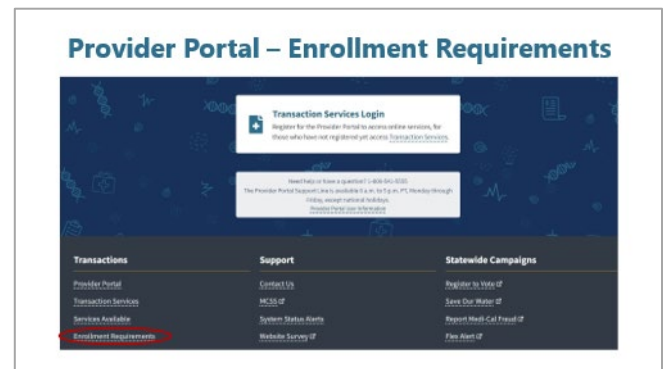 Provider Portal – Enrollment Requirements
Transaction Services Login
Register for the Provider Portal to access online services, for
those who have not registered yet access Transaction Services.
Need help or have a question? 1-800-541-5555
The Provider Portal Support Line is available 8 a.m. to 5 p.m. PT, Monday through
Friday, except national holidays.
Provider Portal User Information
Transactions
Provider Portal
Transaction Services
Services Available
Enrollment Requirements
Support
Contact Us
MCSS
System Status Alerts
Website Survey
Statewide Campaigns
Register to Vote
Save Our Water
Report Medi-Cal Fraud
Flex Alert